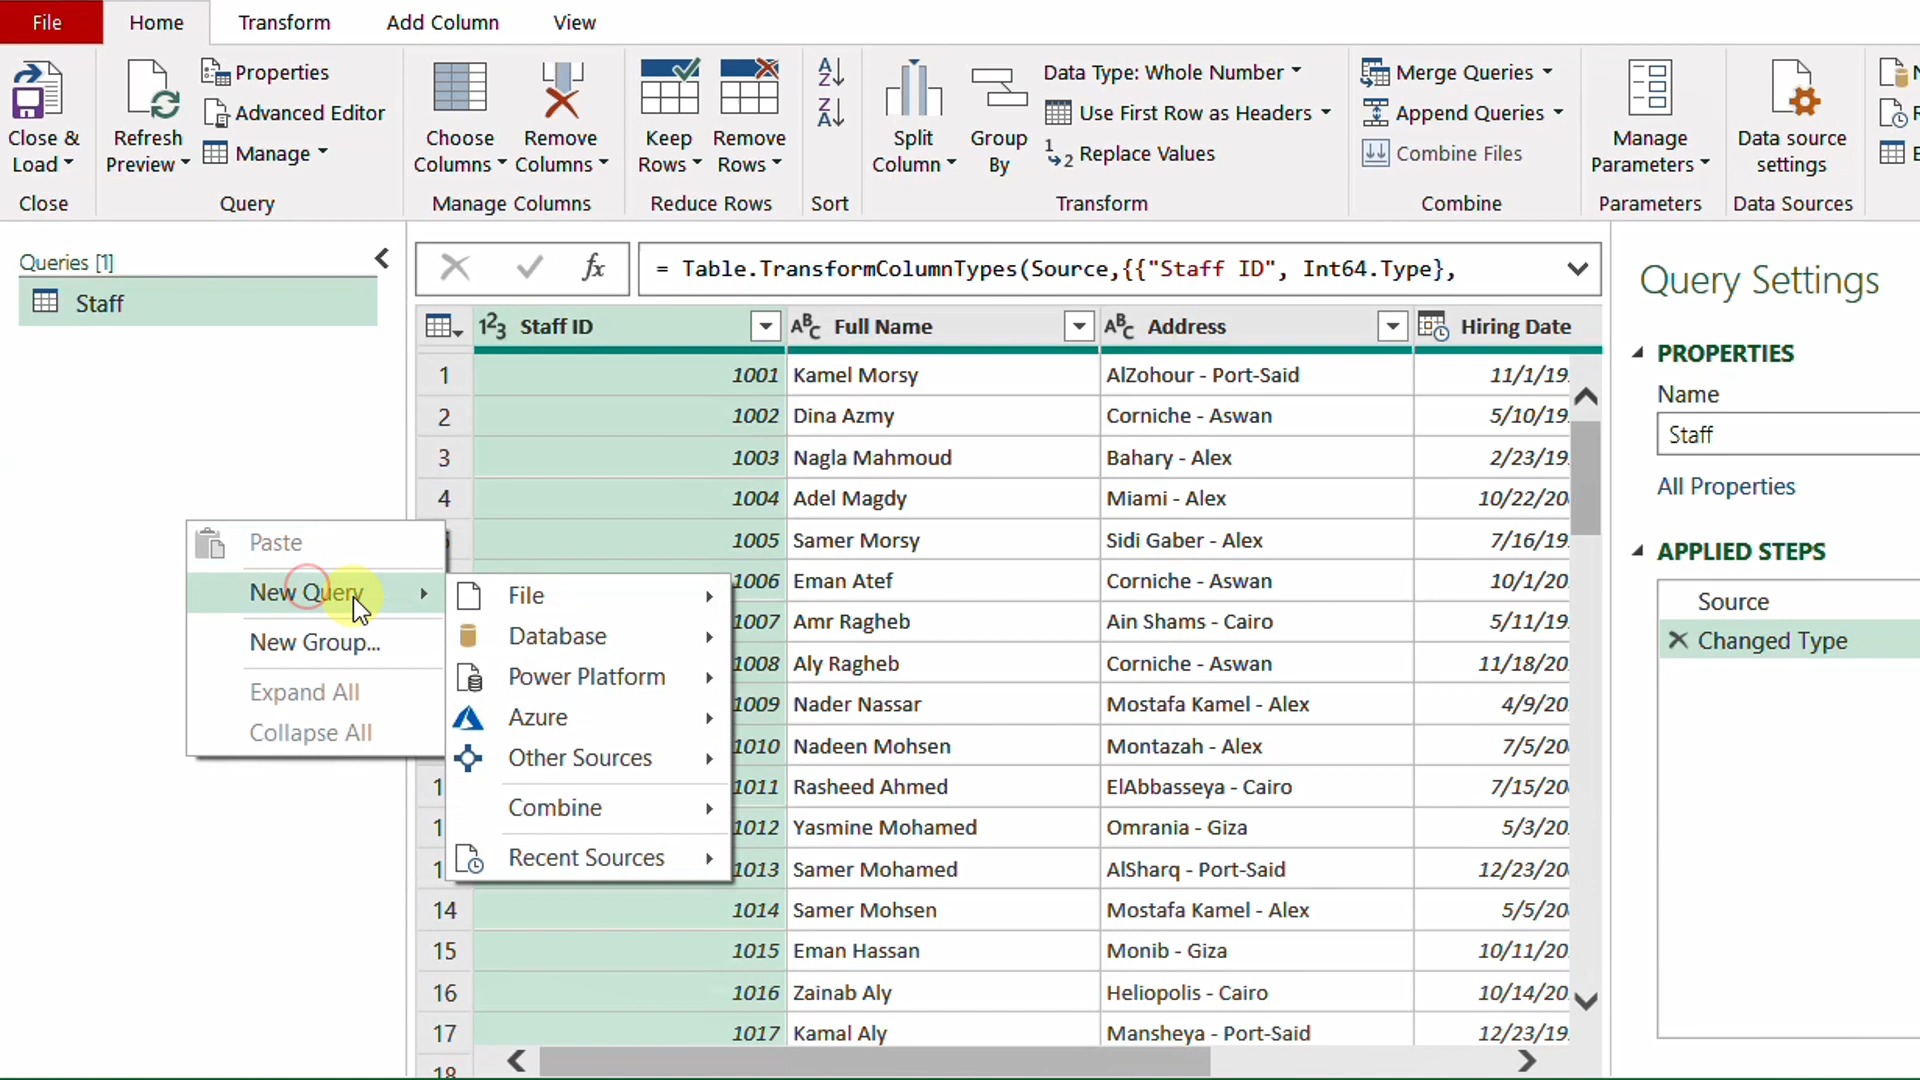 File Home Transform Add Column View
Close & Load
Close
Refresh Preview
Properties
Advanced Editor
Manage
Query
Choose Columns
Remove Columns
Manage Columns
Keep Rows
Remove Rows
Reduce Rows
A Z
Z A
Sort
Split Column
Group By
Data Type: Whole Number
Use First Row as Headers
1 2 Replace Values
Transform
Merge Queries
Append Queries
Combine Files
Combine
Manage Parameters
Parameters
Data source settings
Data Sources
Queries [1]
Staff
fx = Table.TransformColumnTypes(Source,{{"Staff ID", Int64.Type},
123 Staff ID ABC Full Name ABC Address Hiring Date
1 1001 Kamel Morsy AlZohour - Port-Said 11/1/19
2 1002 Dina Azmy Corniche - Aswan 5/10/19
3 1003 Nagla Mahmoud Bahary - Alex 2/23/19
4 1004 Adel Magdy Miami - Alex 10/22/20
1005 Samer Morsy Sidi Gaber - Alex 7/16/19
1006 Eman Atef Corniche - Aswan 10/1/20
1007 Amr Ragheb Ain Shams - Cairo 5/11/19
1008 Aly Ragheb Corniche - Aswan 11/18/20
1009 Nader Nassar Mostafa Kamel - Alex 4/9/20
1010 Nadeen Mohsen Montazah - Alex 7/5/20
1011 Rasheed Ahmed ElAbbasseya - Cairo 7/15/20
1012 Yasmine Mohamed Omrania - Giza 5/3/20
1013 Samer Mohamed AlSharq - Port-Said 12/23/20
14 1014 Samer Mohsen Mostafa Kamel - Alex 5/5/20
15 1015 Eman Hassan Monib - Giza 10/11/20
16 1016 Zainab Aly Heliopolis - Cairo 10/14/20
17 1017 Kamal Aly Mansheya - Port-Said 12/23/19
18
Paste
New Query
New Group...
Expand All
Collapse All
File
Database
Power Platform
Azure
Other Sources
Combine
Recent Sources
Query Settings
PROPERTIES
Name
Staff
All Properties
APPLIED STEPS
Source
Changed Type